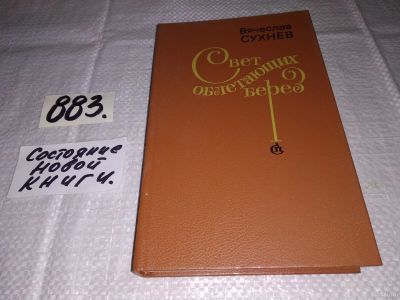 Вячеслав
СУХНЕВ
Свет
облетающих
берез
883.
Состояние
новой
книги.